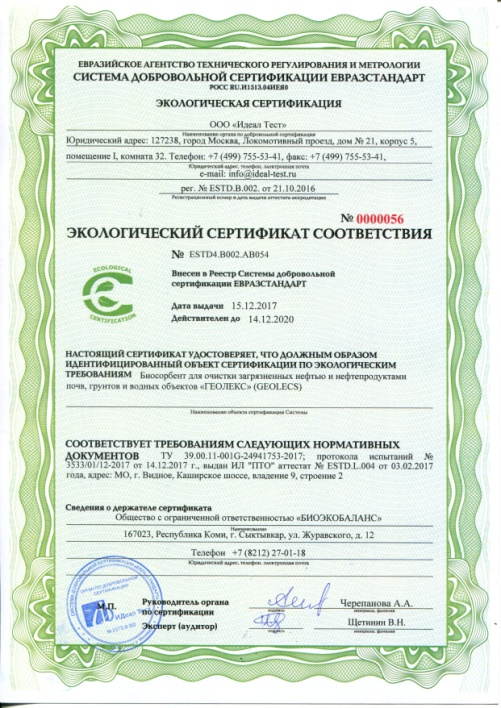 ЕВРАЗИЙСКОЕ АГЕНТСТВО ТЕХНИЧЕСКОГО РЕГУЛИРОВАНИЯ И МЕТРОЛОГИИ
СИСТЕМА ДОБРОВОЛЬНОЙ СЕРТИФИКАЦИИ ЕВРАЗСТАНДАРТ
РОСС RU.И1513.04ИЕЯ0
ЭКОЛОГИЧЕСКАЯ СЕРТИФИКАЦИЯ
ООО «Идеал Тест»
Наименование органа по добровольной сертификации
Юридический адрес: 127238, город Москва, Локомотивный проезд, дом № 21, корпус 5,
помещение I, комната 32. Телефон: +7 (499) 755-53-41, факс: +7 (499) 755-53-41,
Юридический адрес, телефон, электронная почта
e-mail: info@ideal-test.ru
рег. № ESTD.B.002. от 21.10.2016
Регистрационный номер и дата выдачи аттестата аккредитации
№ 0000056
ЭКОЛОГИЧЕСКИЙ СЕРТИФИКАТ СООТВЕТСТВИЯ
№ ESTD4.B002.AB054
ECOLOGICAL
CERTIFICATION
Внесен в Реестр Системы добровольной
сертификации ЕВРАЗСТАНДАРТ
Дата выдачи 15.12.2017
Действителен до 14.12.2020
НАСТОЯЩИЙ СЕРТИФИКАТ УДОСТОВЕРЯЕТ, ЧТО ДОЛЖНЫМ ОБРАЗОМ
ИДЕНТИФИЦИРОВАННЫЙ ОБЪЕКТ СЕРТИФИКАЦИИ ПО ЭКОЛОГИЧЕСКИМ
ТРЕБОВАНИЯМ Биосорбент для очистки загрязненных нефтью и нефтепродуктами
почв, грунтов и водных объектов «ГЕОЛЕКС» (GEOLECS)
Наименование объекта сертификации Системы
СООТВЕТСТВУЕТ ТРЕБОВАНИЯМ СЛЕДУЮЩИХ НОРМАТИВНЫХ
ДОКУМЕНТОВ ТУ 39.00.11-001G-24941753-2017; протокола испытаний №
3533/01/12-2017 от 14.12.2017 г., выдан ИЛ "ПТО" аттестат № ESTD.L.004 от 03.02.2017
года, адрес: МО, г. Видное, Каширское шоссе, владение 9, строение 2
Сведения о держателе сертификата
Общество с ограниченной ответственностью «БИОЭКОБАЛАНС»
Наименование
167023, Республика Коми, г. Сыктывкар, ул. Журавского, д. 12
Телефон +7 (8212) 27-01-18
Юридический адрес, телефон, электронная почта
М.П.
Руководитель органа
по сертификации
подпись
Черепанова А.А.
инициалы, фамилия
Эксперт (аудитор)
подпись
Щетинин В.Н.
инициалы, фамилия
ОРГАН ПО ДОБРОВОЛЬНОЙ
СЕРТИФИКАЦИИ
ИДеал Тест